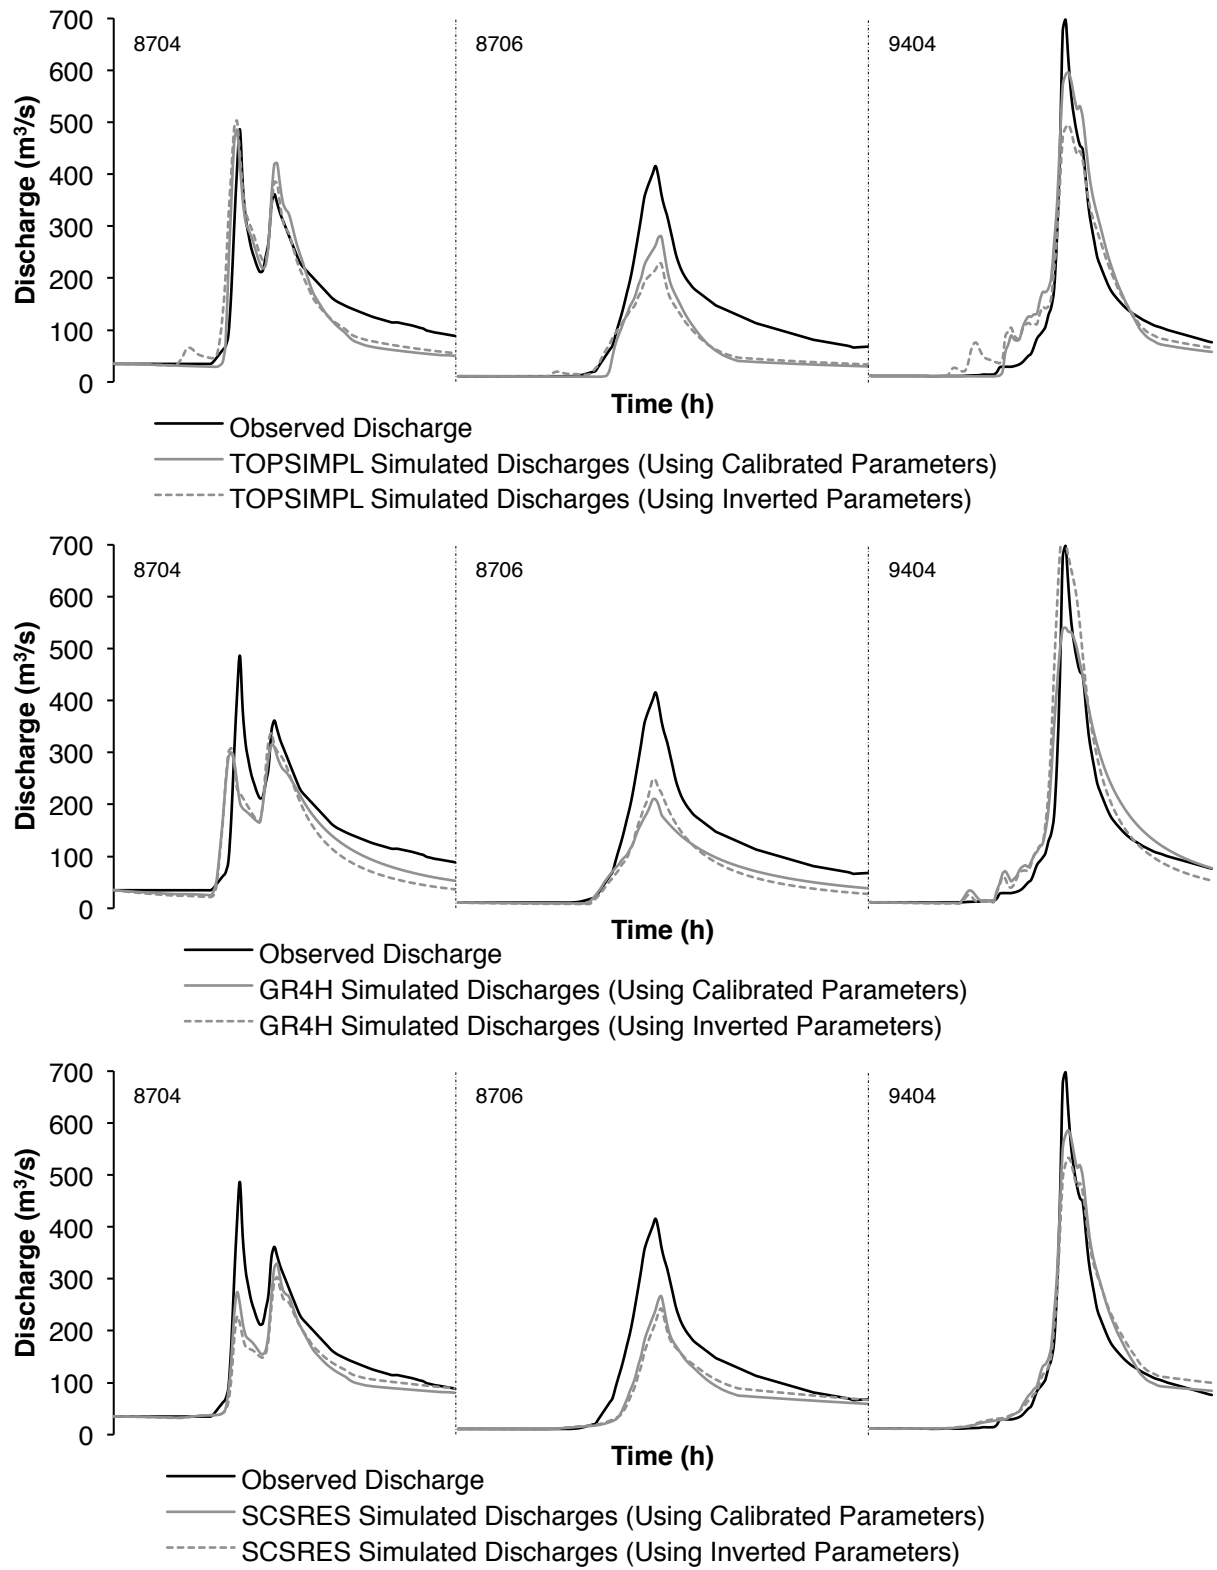 700
600
500
400
300
200
100
0
Discharge (m³/s)
8704
8706
9404
Time (h)
Observed Discharge
TOPSIMPL Simulated Discharges (Using Calibrated Parameters)
TOPSIMPL Simulated Discharges (Using Inverted Parameters)
700
600
500
400
300
200
100
0
Discharge (m³/s)
8704
8706
9404
Time (h)
Observed Discharge
GR4H Simulated Discharges (Using Calibrated Parameters)
GR4H Simulated Discharges (Using Inverted Parameters)
700
600
500
400
300
200
100
0
Discharge (m³/s)
8704
8706
9404
Time (h)
Observed Discharge
SCSRES Simulated Discharges (Using Calibrated Parameters)
SCSRES Simulated Discharges (Using Inverted Parameters)